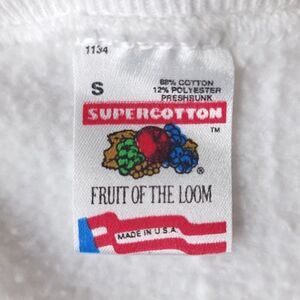 1134
S
88% COTTON
12% POLYESTER
PRESHRUNK
SUPERCOTTON
™
®
FRUIT OF THE LOOM
MADE IN U.S.A.